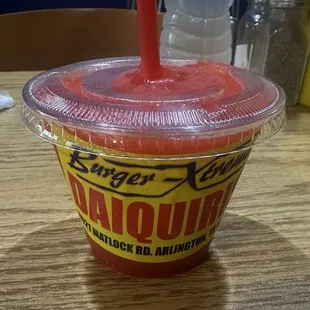 Burger Xtreme
DAIQUIRI
MATLOCK RD. ARLINGTON,